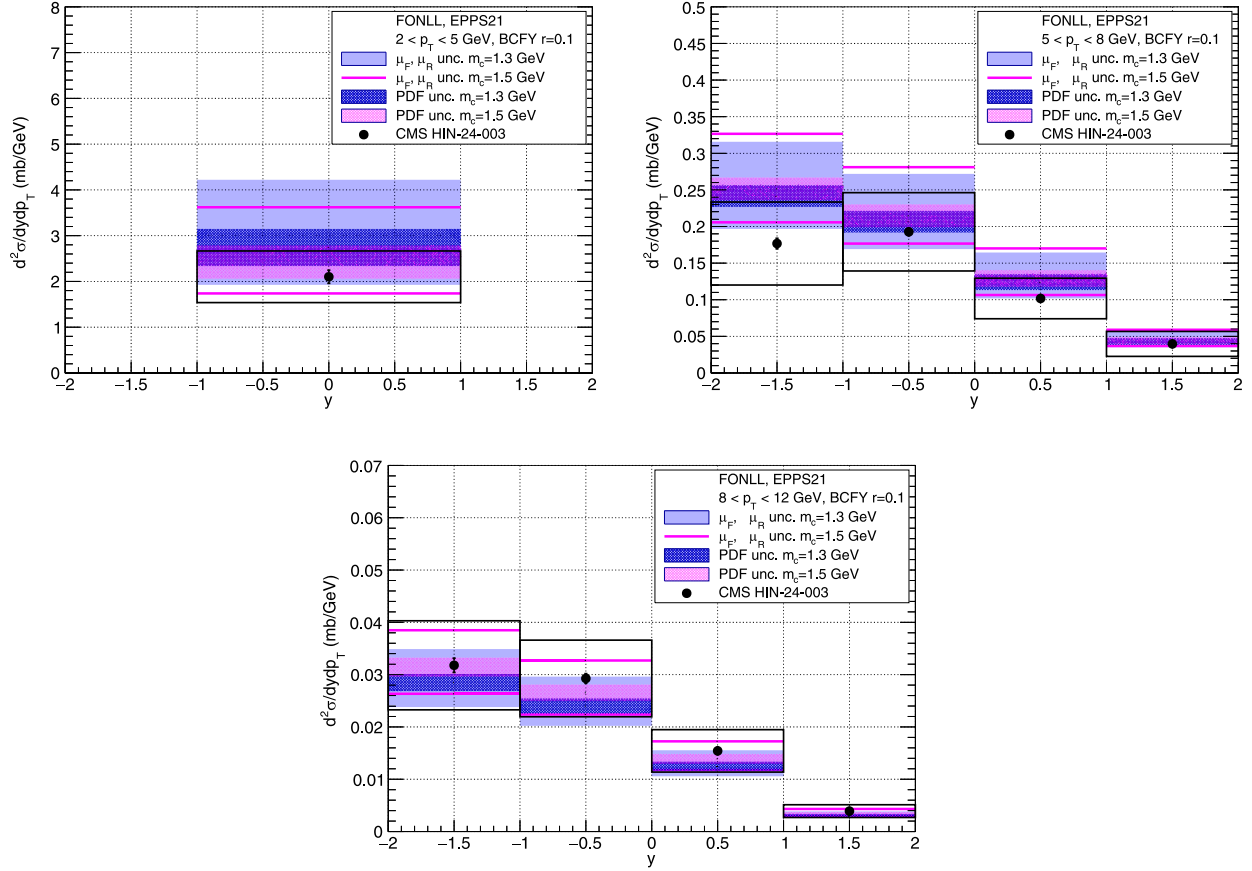 FONLL, EPPS21
2 < p_T < 5 GeV, BCFY r=0.1
μ_F, μ_R unc. m_c=1.3 GeV
μ_F, μ_R unc. m_c=1.5 GeV
PDF unc. m_c=1.3 GeV
PDF unc. m_c=1.5 GeV
CMS HIN-24-003
d²σ/dydp_T (mb/GeV)
8
7
6
5
4
3
2
1
0
−2 −1.5 −1 −0.5 0 0.5 1 1.5 2
y
FONLL, EPPS21
5 < p_T < 8 GeV, BCFY r=0.1
μ_F, μ_R unc. m_c=1.3 GeV
μ_F, μ_R unc. m_c=1.5 GeV
PDF unc. m_c=1.3 GeV
PDF unc. m_c=1.5 GeV
CMS HIN-24-003
d²σ/dydp_T (mb/GeV)
0.5
0.45
0.4
0.35
0.3
0.25
0.2
0.15
0.1
0.05
0
−2 −1.5 −1 −0.5 0 0.5 1 1.5 2
y
FONLL, EPPS21
8 < p_T < 12 GeV, BCFY r=0.1
μ_F, μ_R unc. m_c=1.3 GeV
μ_F, μ_R unc. m_c=1.5 GeV
PDF unc. m_c=1.3 GeV
PDF unc. m_c=1.5 GeV
CMS HIN-24-003
d²σ/dydp_T (mb/GeV)
0.07
0.06
0.05
0.04
0.03
0.02
0.01
0
−2 −1.5 −1 −0.5 0 0.5 1 1.5 2
y